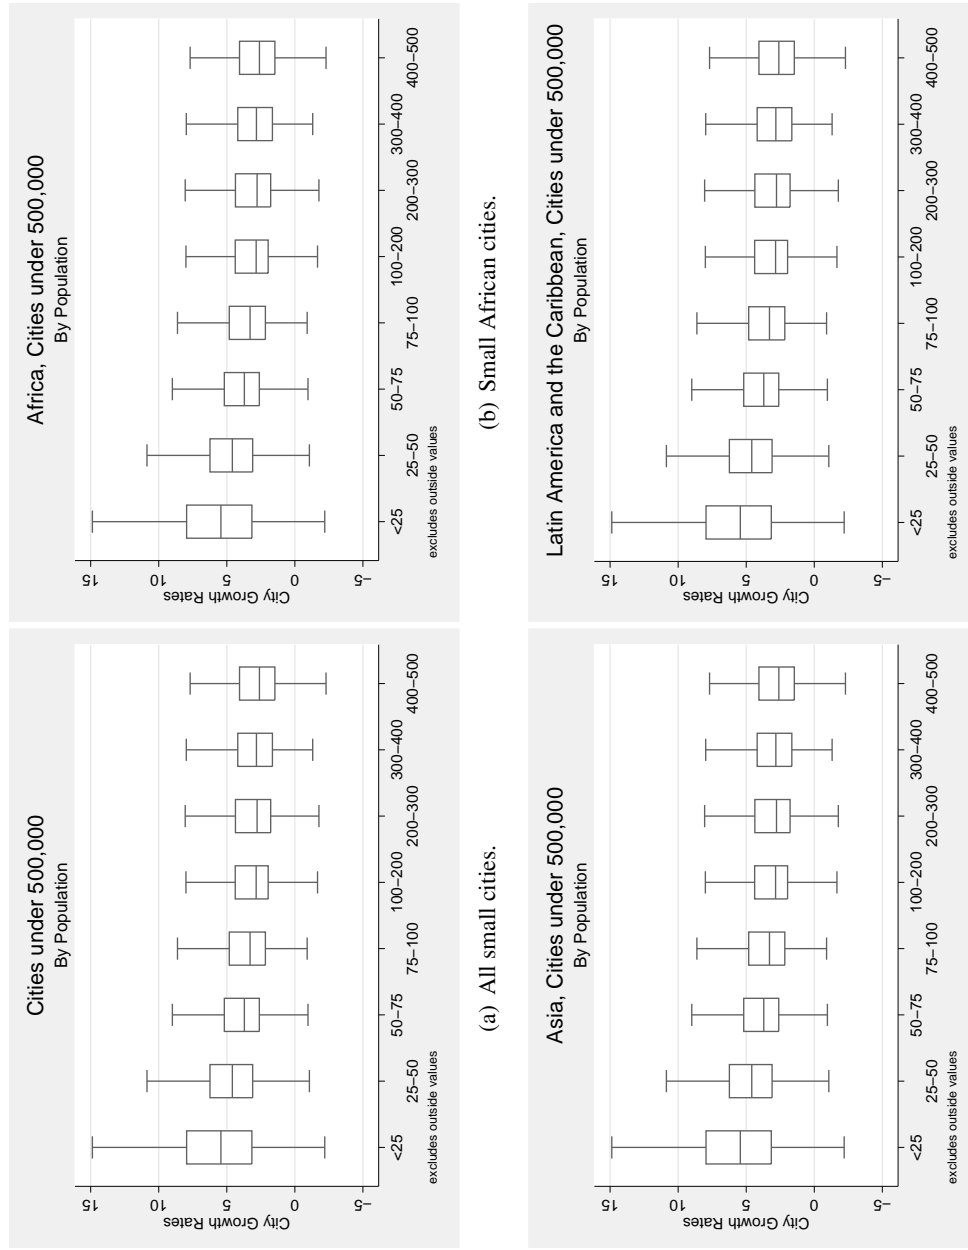 Cities under 500,000
By Population
15
10
5
0
−5
City Growth Rates
<25
25−50
50−75
75−100
100−200
200−300
300−400
400−500
excludes outside values
(a) All small cities.
Africa, Cities under 500,000
By Population
15
10
5
0
−5
City Growth Rates
<25
25−50
50−75
75−100
100−200
200−300
300−400
400−500
excludes outside values
(b) Small African cities.
Asia, Cities under 500,000
By Population
15
10
5
0
−5
City Growth Rates
<25
25−50
50−75
75−100
100−200
200−300
300−400
400−500
excludes outside values
Latin America and the Caribbean, Cities under 500,000
By Population
15
10
5
0
−5
City Growth Rates
<25
25−50
50−75
75−100
100−200
200−300
300−400
400−500
excludes outside values